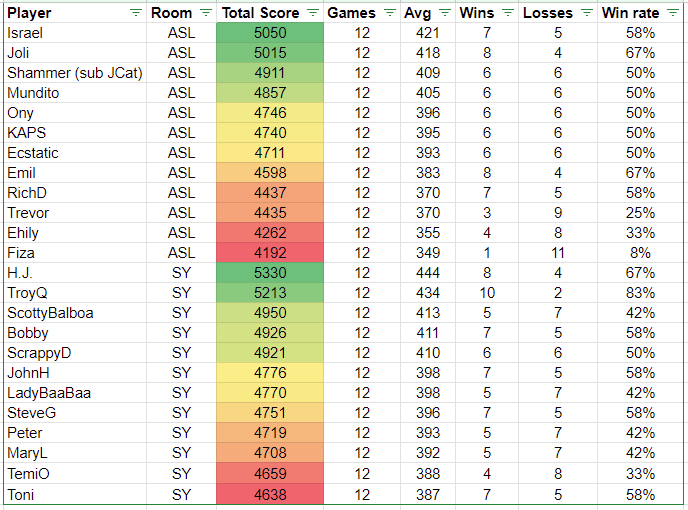 Player Room Total Score Games Avg Wins Losses Win rate
Israel ASL 5050 12 421 7 5 58%
Joli ASL 5015 12 418 8 4 67%
Shammer (sub JCat) ASL 4911 12 409 6 6 50%
Mundito ASL 4857 12 405 6 6 50%
Ony ASL 4746 12 396 6 6 50%
KAPS ASL 4740 12 395 6 6 50%
Ecstatic ASL 4711 12 393 6 6 50%
Emil ASL 4598 12 383 8 4 67%
RichD ASL 4437 12 370 7 5 58%
Trevor ASL 4435 12 370 3 9 25%
Ehily ASL 4262 12 355 4 8 33%
Fiza ASL 4192 12 349 1 11 8%
H.J. SY 5330 12 444 8 4 67%
TroyQ SY 5213 12 434 10 2 83%
ScottyBalboa SY 4950 12 413 5 7 42%
Bobby SY 4926 12 411 7 5 58%
ScrappyD SY 4921 12 410 6 6 50%
JohnH SY 4776 12 398 7 5 58%
LadyBaaBaa SY 4770 12 398 5 7 42%
SteveG SY 4751 12 396 7 5 58%
Peter SY 4719 12 393 5 7 42%
MaryL SY 4708 12 392 5 7 42%
TemiO SY 4659 12 388 4 8 33%
Toni SY 4638 12 387 7 5 58%